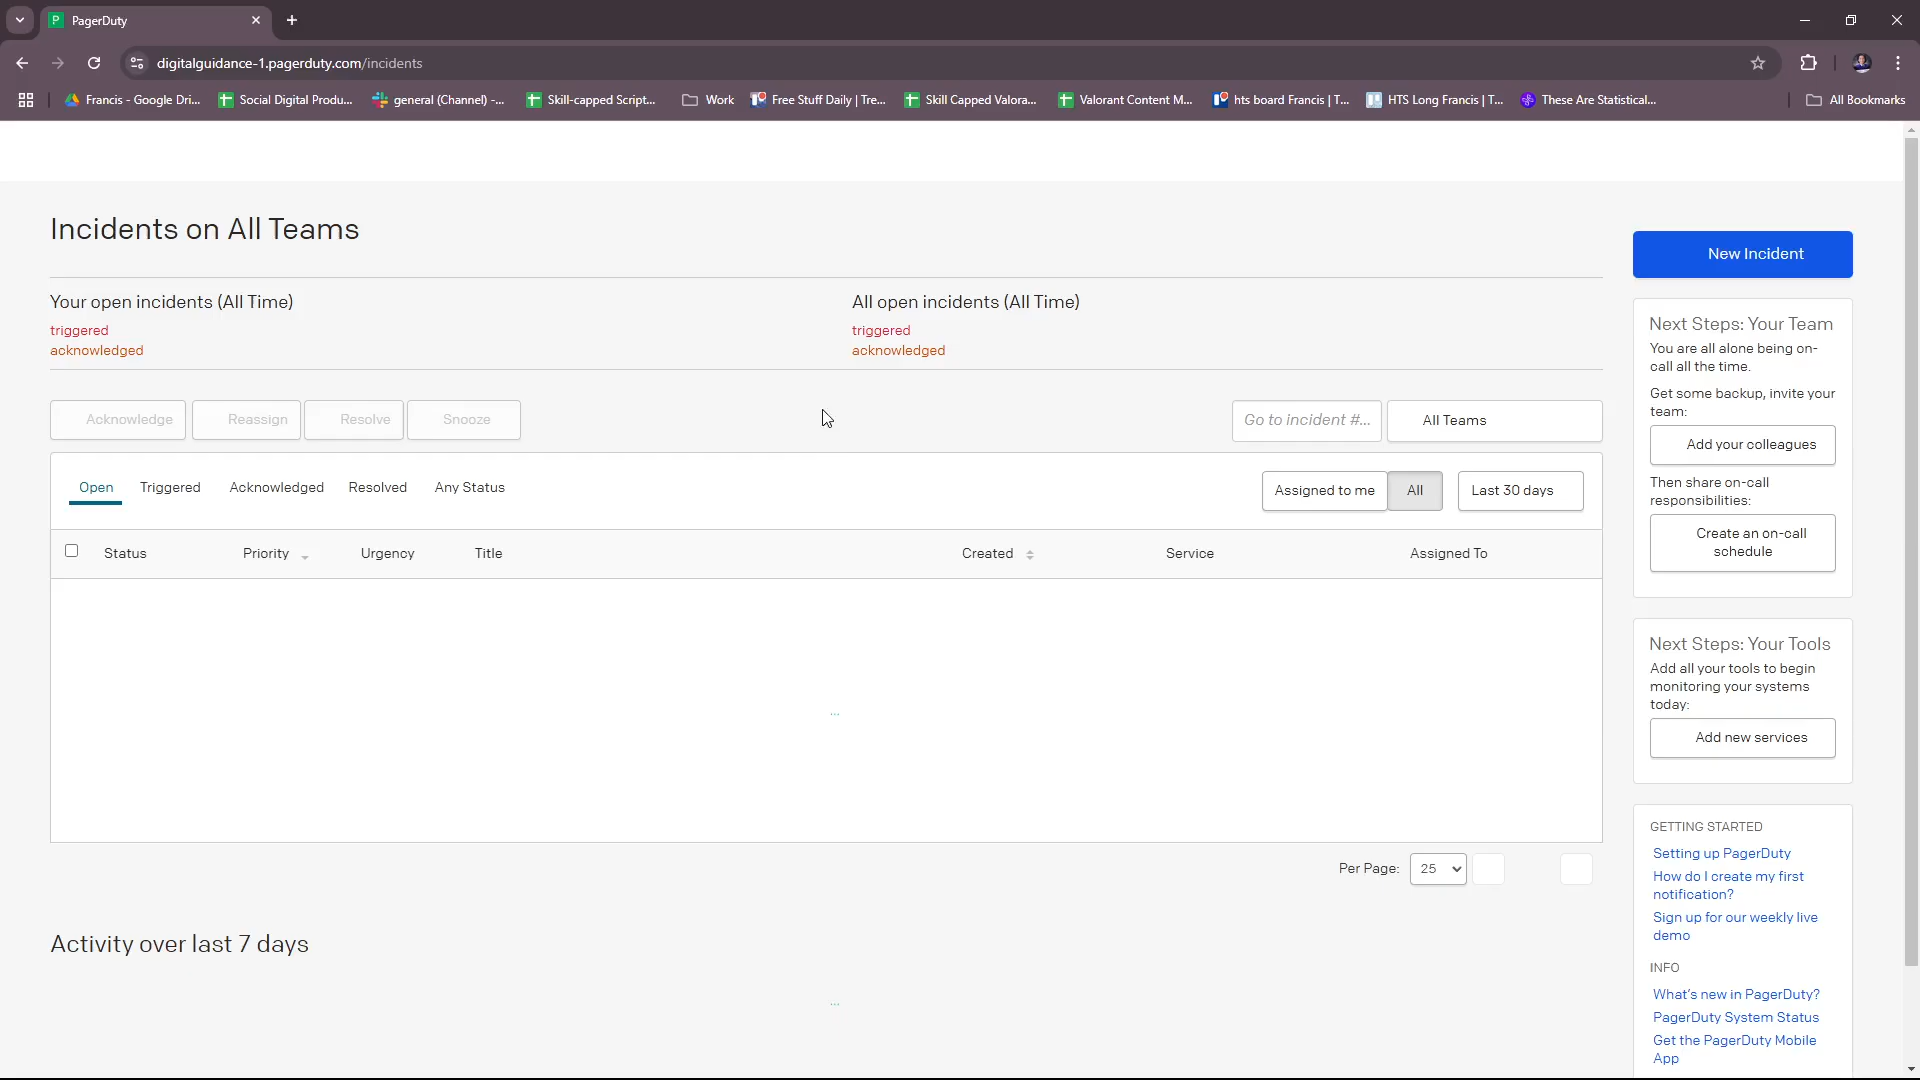 PagerDuty
digitalguidance-1.pagerduty.com/incidents
Francis - Google Dri...
Social Digital Produ...
general (Channel) -...
Skill-capped Script...
Work
Free Stuff Daily | Tre...
Skill Capped Valora...
Valorant Content M...
hts board Francis | T...
HTS Long Francis | T...
These Are Statistical...
All Bookmarks
Incidents on All Teams
New Incident
Your open incidents (All Time)
triggered
acknowledged
All open incidents (All Time)
triggered
acknowledged
Next Steps: Your Team
You are all alone being on-
call all the time.
Get some backup, invite your
team:
Add your colleagues
Then share on-call
responsibilities:
Create an on-call
schedule
Acknowledge
Reassign
Resolve
Snooze
Go to incident #...
All Teams
Open
Triggered
Acknowledged
Resolved
Any Status
Assigned to me
All
Last 30 days
Status
Priority
Urgency
Title
Created
Service
Assigned To
...
Next Steps: Your Tools
Add all your tools to begin
monitoring your systems
today:
Add new services
Per Page:
25
GETTING STARTED
Setting up PagerDuty
How do I create my first
notification?
Sign up for our weekly live
demo
INFO
What's new in PagerDuty?
PagerDuty System Status
Get the PagerDuty Mobile
App
Activity over last 7 days
...